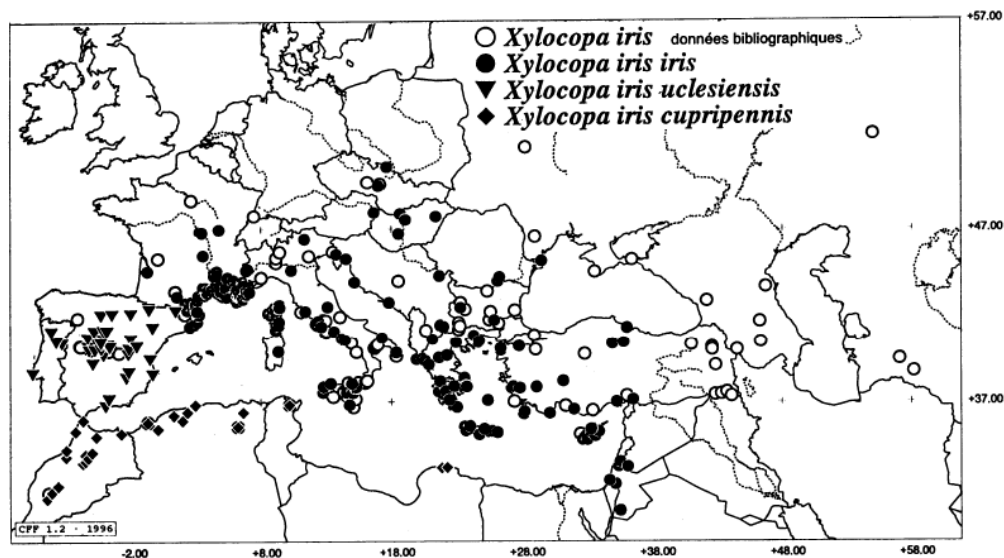 +57.00
Xylocopa iris données bibliographiques
Xylocopa iris iris
Xylocopa iris uclesiensis
Xylocopa iris cupripennis
+47.00
+37.00
CFF 1.2 · 1996
-2.00 +8.00 +18.00 +28.00 +38.00 +48.00 +58.00